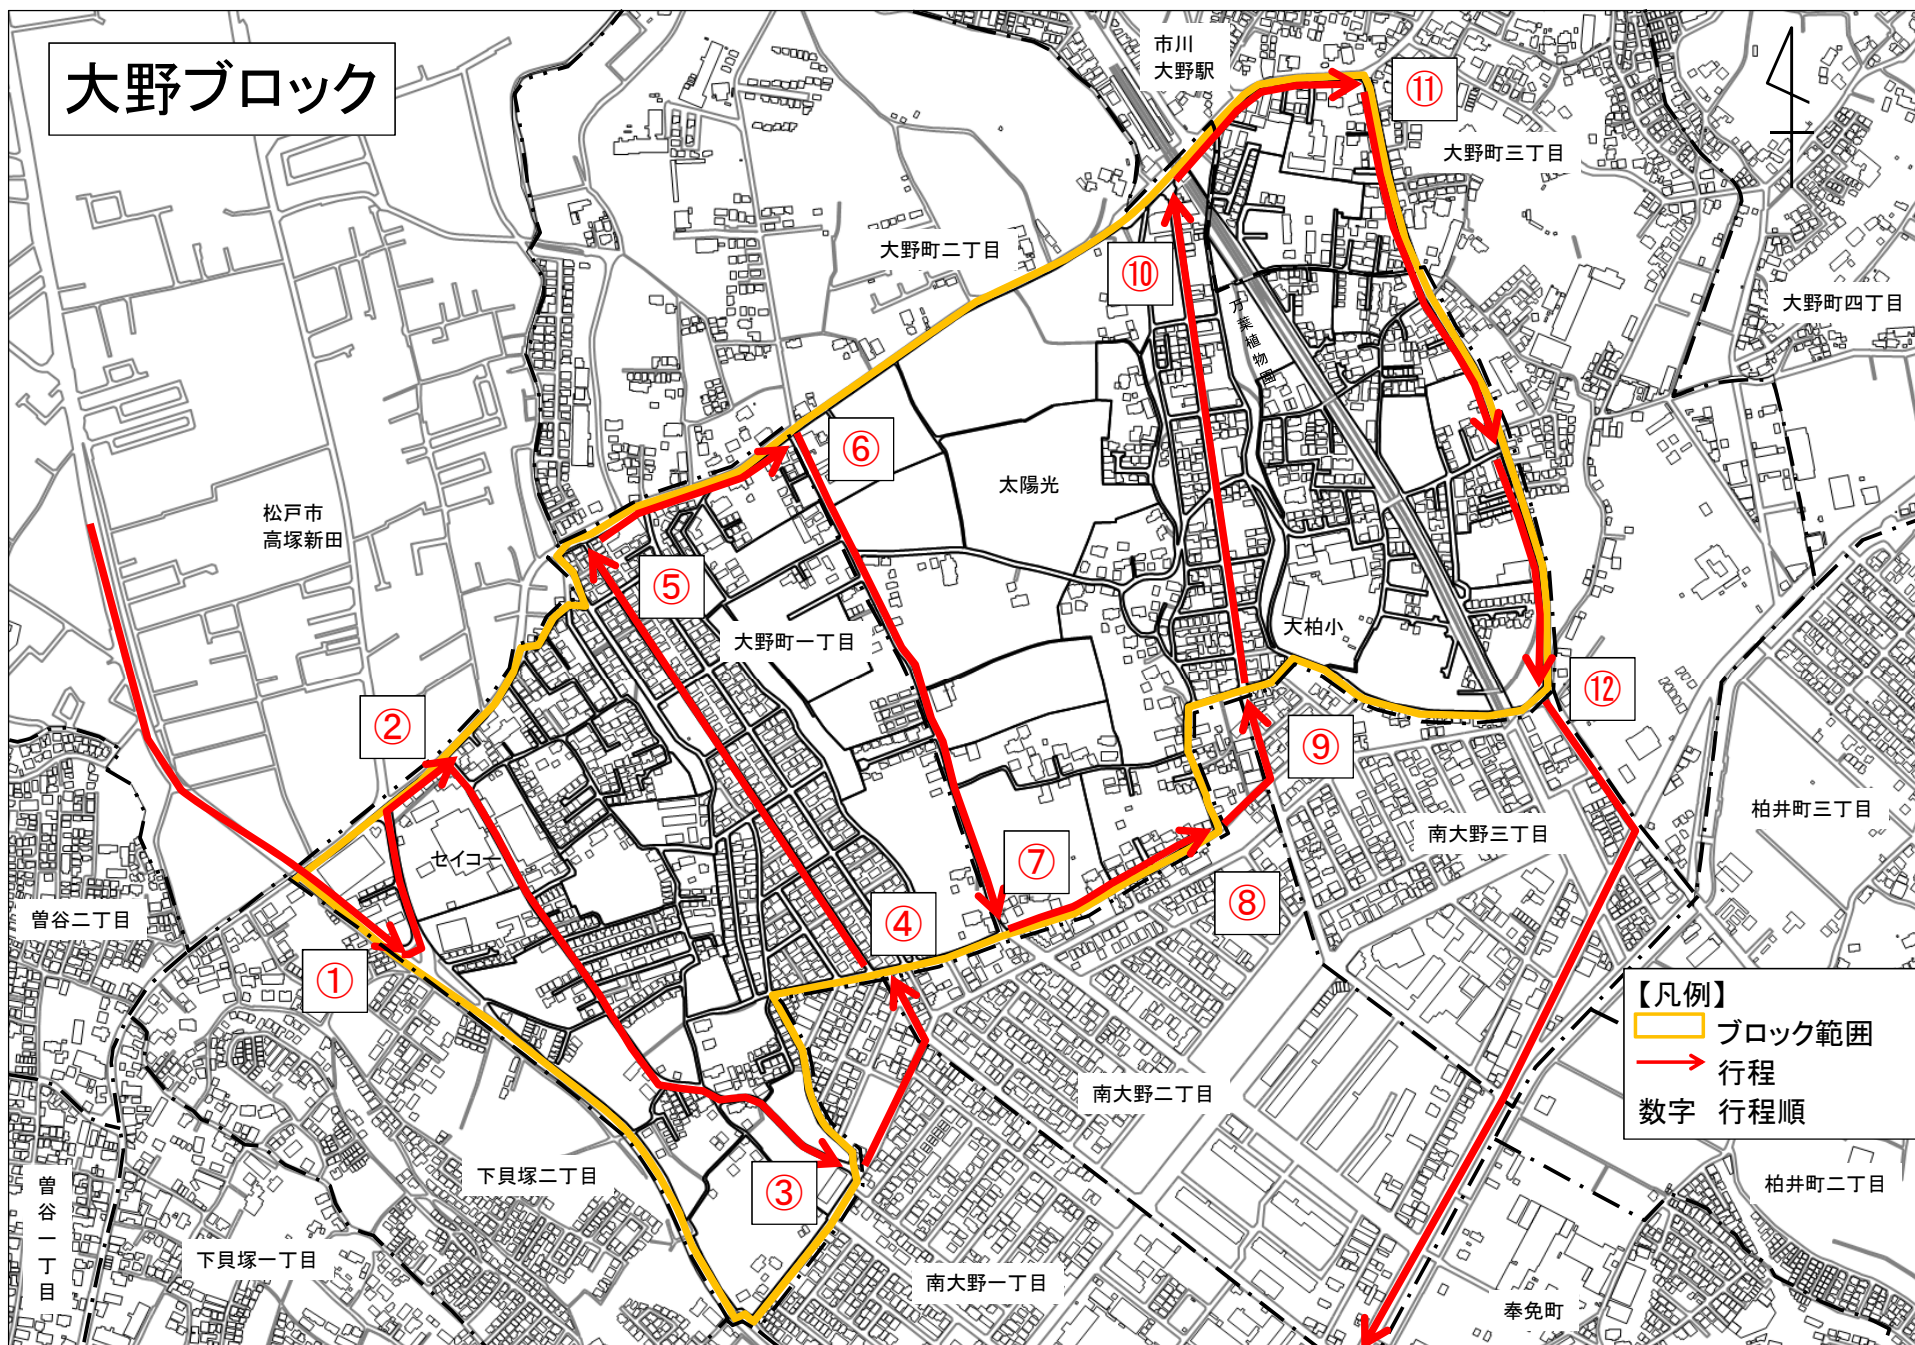 大野ブロック
市川
大野駅
⑪
大野町三丁目
大野町二丁目
⑩
大野町四丁目
万葉植物園
⑥
太陽光
松戸市
高塚新田
⑤
大野町一丁目
大柏小
⑫
②
⑨
柏井町三丁目
南大野三丁目
セイコー
⑦
⑧
曽谷二丁目
④
①
【凡例】
ブロック範囲
行程
数字 行程順
南大野二丁目
下貝塚二丁目
③
柏井町二丁目
曽谷一丁目
下貝塚一丁目
南大野一丁目
奉免町